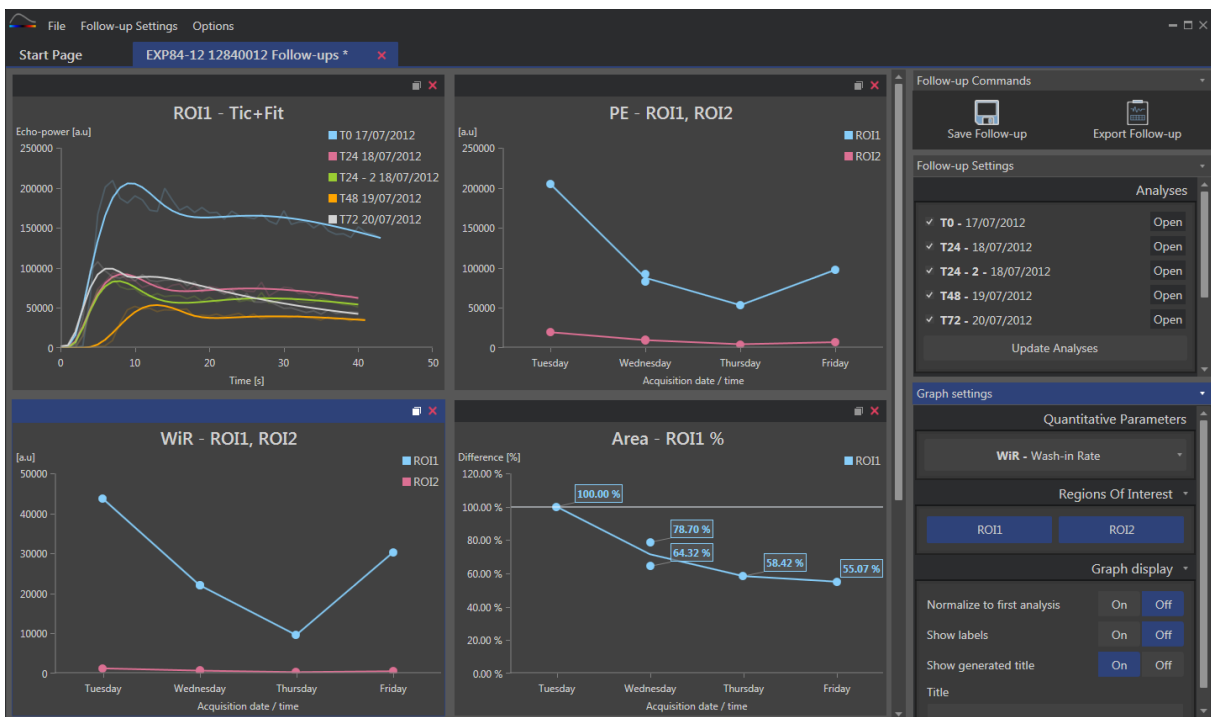 File Follow-up Settings Options
Start Page EXP84-12 12840012 Follow-ups *
ROI1 - Tic+Fit
Echo-power [a.u]
T0 17/07/2012
T24 18/07/2012
T24 - 2 18/07/2012
T48 19/07/2012
T72 20/07/2012
250000
200000
150000
100000
50000
0
0 10 20 30 40 50
Time [s]
PE - ROI1, ROI2
[a.u]
ROI1
ROI2
250000
200000
150000
100000
50000
0
Tuesday Wednesday Thursday Friday
Acquisition date / time
WiR - ROI1, ROI2
[a.u]
ROI1
ROI2
50000
40000
30000
20000
10000
0
Tuesday Wednesday Thursday Friday
Acquisition date / time
Area - ROI1 %
Difference [%]
ROI1
120.00 %
100.00 %
80.00 %
60.00 %
40.00 %
20.00 %
0.00 %
100.00 %
78.70 %
64.32 %
58.42 %
55.07 %
Tuesday Wednesday Thursday Friday
Acquisition date / time
Follow-up Commands
Save Follow-up Export Follow-up
Follow-up Settings
Analyses
T0 - 17/07/2012 Open
T24 - 18/07/2012 Open
T24 - 2 - 18/07/2012 Open
T48 - 19/07/2012 Open
T72 - 20/07/2012 Open
Update Analyses
Graph settings
Quantitative Parameters
WiR - Wash-in Rate
Regions Of Interest
ROI1 ROI2
Graph display
Normalize to first analysis On Off
Show labels On Off
Show generated title On Off
Title